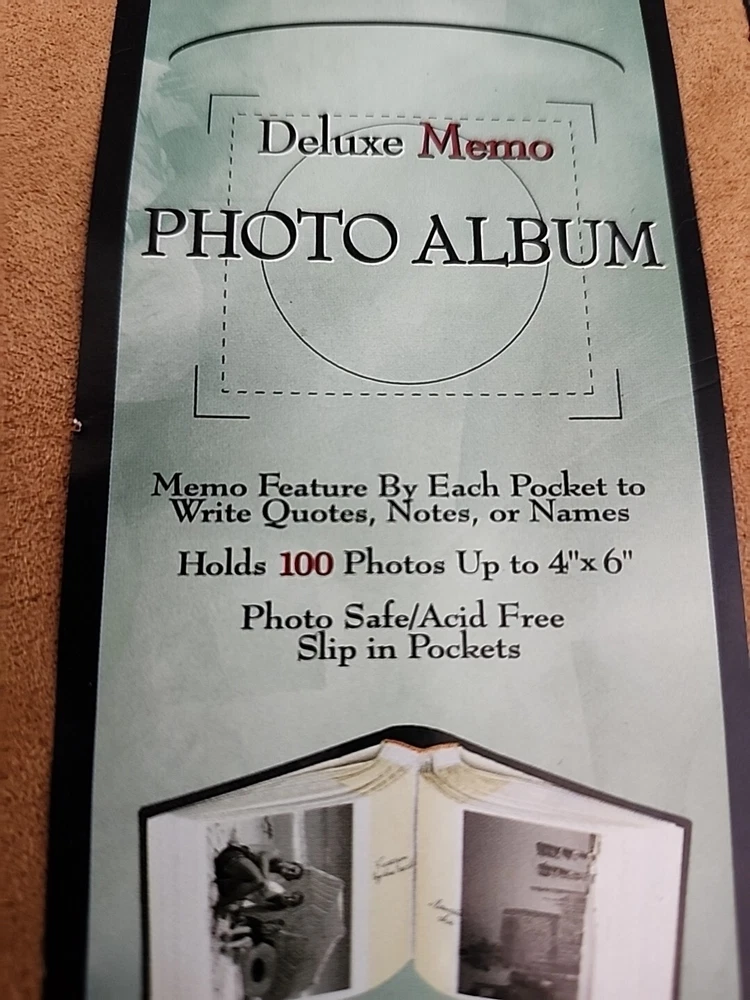 Deluxe Memo
PHOTO ALBUM
Memo Feature By Each Pocket to
Write Quotes, Notes, or Names
Holds 100 Photos Up to 4"x 6"
Photo Safe/Acid Free
Slip in Pockets